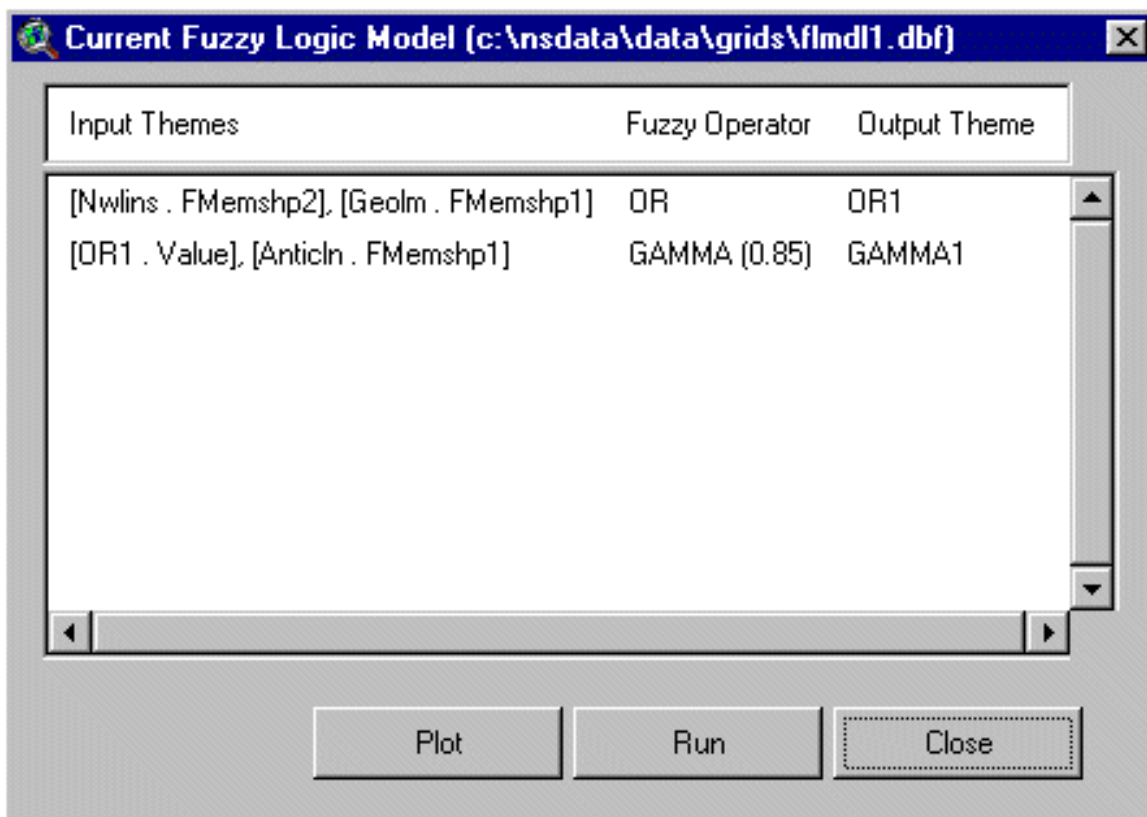 Current Fuzzy Logic Model (c:\nsdata\data\grids\flmdl1.dbf)
Input Themes Fuzzy Operator Output Theme
[Nwlins . FMemshp2], [Geolm . FMemshp1] OR OR1
[OR1 . Value], [Anticln . FMemshp1] GAMMA (0.85) GAMMA1
Plot Run Close